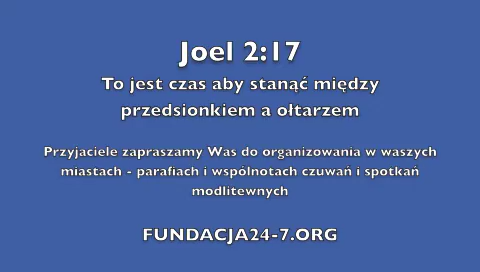 Joel 2:17
To jest czas aby stanąć między
przedsionkiem a ołtarzem
Przyjaciele zapraszamy Was do organizowania w waszych
miastach - parafiach i wspólnotach czuwań i spotkań
modlitewnych
FUNDACJA24-7.ORG